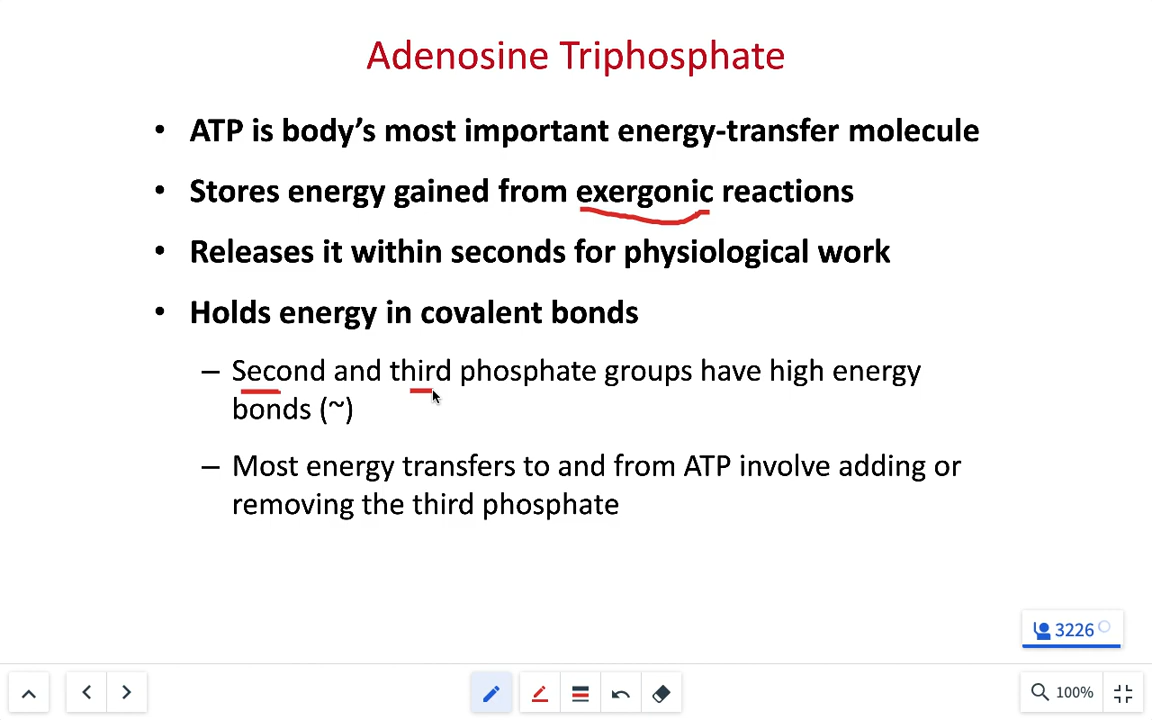 Adenosine Triphosphate
• ATP is body's most important energy-transfer molecule
• Stores energy gained from exergonic reactions
• Releases it within seconds for physiological work
• Holds energy in covalent bonds
– Second and third phosphate groups have high energy
bonds (~)
– Most energy transfers to and from ATP involve adding or
removing the third phosphate
3226
100%